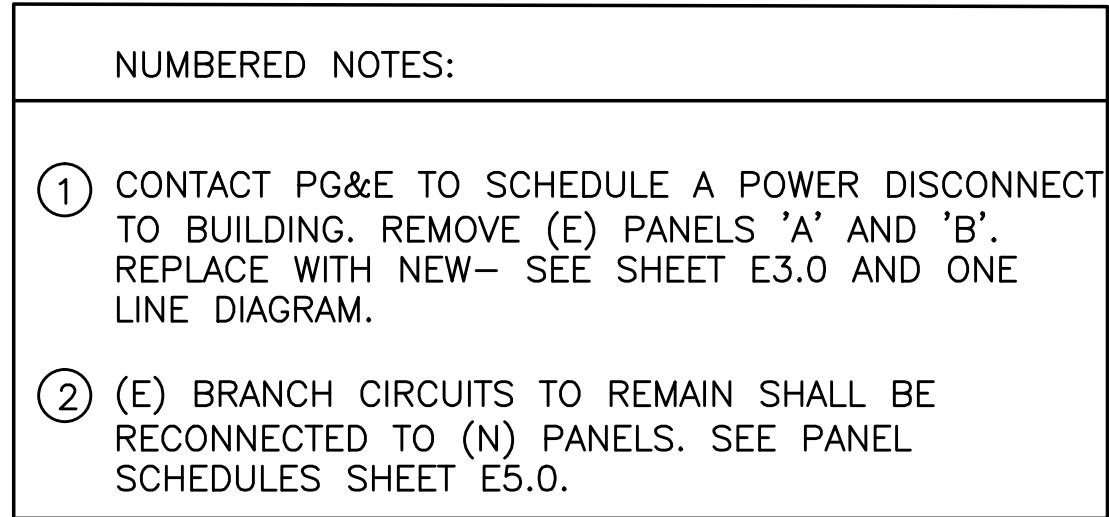 NUMBERED NOTES:
1 CONTACT PG&E TO SCHEDULE A POWER DISCONNECT
TO BUILDING. REMOVE (E) PANELS 'A' AND 'B'.
REPLACE WITH NEW– SEE SHEET E3.0 AND ONE
LINE DIAGRAM.
2 (E) BRANCH CIRCUITS TO REMAIN SHALL BE
RECONNECTED TO (N) PANELS. SEE PANEL
SCHEDULES SHEET E5.0.